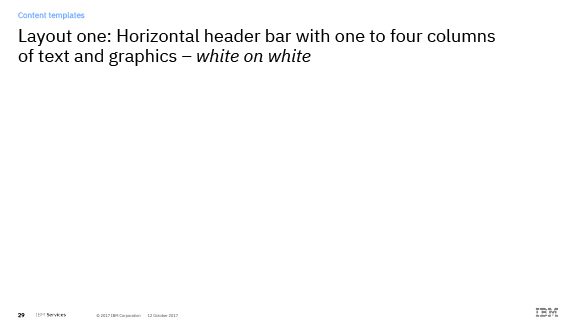 Content templates
Layout one: Horizontal header bar with one to four columns
of text and graphics – white on white
29 IBM Services © 2017 IBM Corporation 12 October 2017 IBM